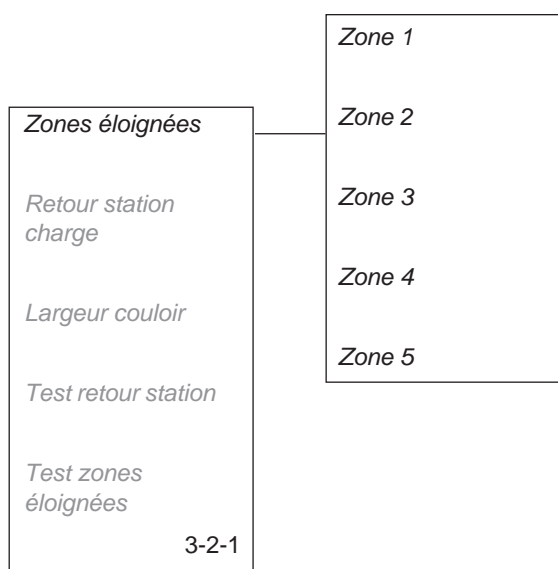 Zones éloignées
Retour station
charge
Largeur couloir
Test retour station
Test zones
éloignées
3-2-1
Zone 1
Zone 2
Zone 3
Zone 4
Zone 5